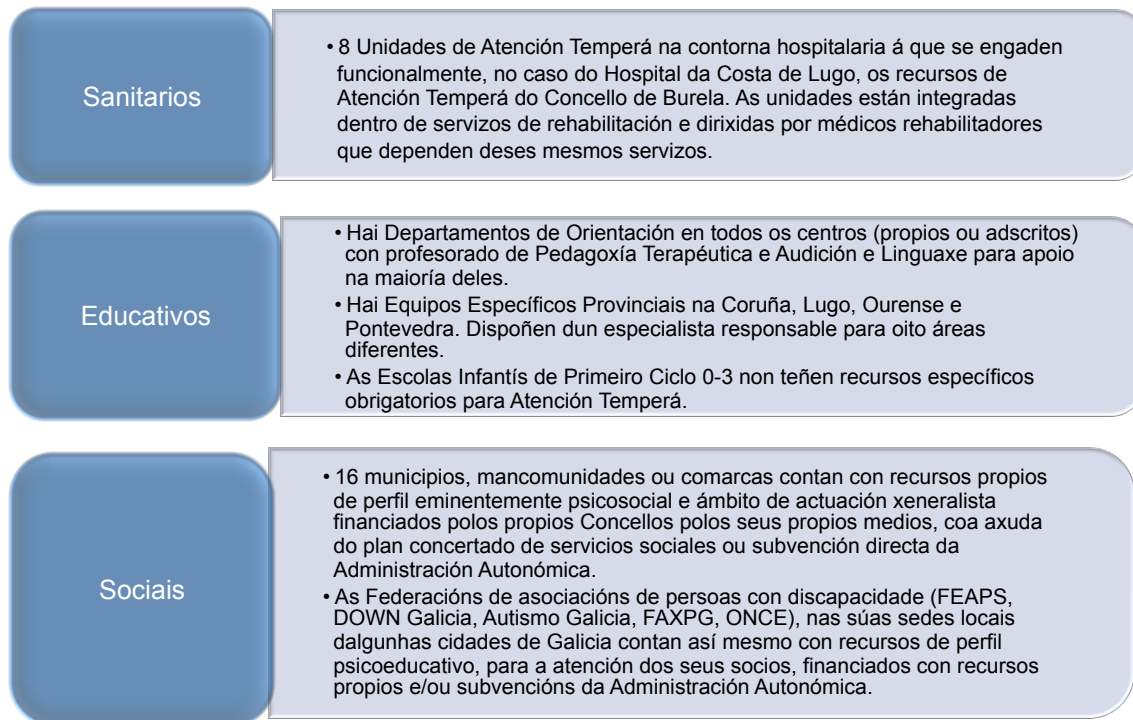 Sanitarios
• 8 Unidades de Atención Temperá na contorna hospitalaria á que se engaden
funcionalmente, no caso do Hospital da Costa de Lugo, os recursos de
Atención Temperá do Concello de Burela. As unidades están integradas
dentro de servizos de rehabilitación e dirixidas por médicos rehabilitadores
que dependen deses mesmos servizos.
Educativos
• Hai Departamentos de Orientación en todos os centros (propios ou adscritos)
con profesorado de Pedagoxía Terapéutica e Audición e Linguaxe para apoio
na maioría deles.
• Hai Equipos Específicos Provinciais na Coruña, Lugo, Ourense e
Pontevedra. Dispoñen dun especialista responsable para oito áreas
diferentes.
• As Escolas Infantís de Primeiro Ciclo 0-3 non teñen recursos específicos
obrigatorios para Atención Temperá.
Sociais
• 16 municipios, mancomunidades ou comarcas contan con recursos propios
de perfil eminentemente psicosocial e ámbito de actuación xeneralista
financiados polos propios Concellos polos seus propios medios, coa axuda
do plan concertado de servicios sociales ou subvención directa da
Administración Autonómica.
• As Federacións de asociacións de persoas con discapacidade (FEAPS,
DOWN Galicia, Autismo Galicia, FAXPG, ONCE), nas súas sedes locais
dalgunhas cidades de Galicia contan así mesmo con recursos de perfil
psicoeducativo, para a atención dos seus socios, financiados con recursos
propios e/ou subvencións da Administración Autonómica.